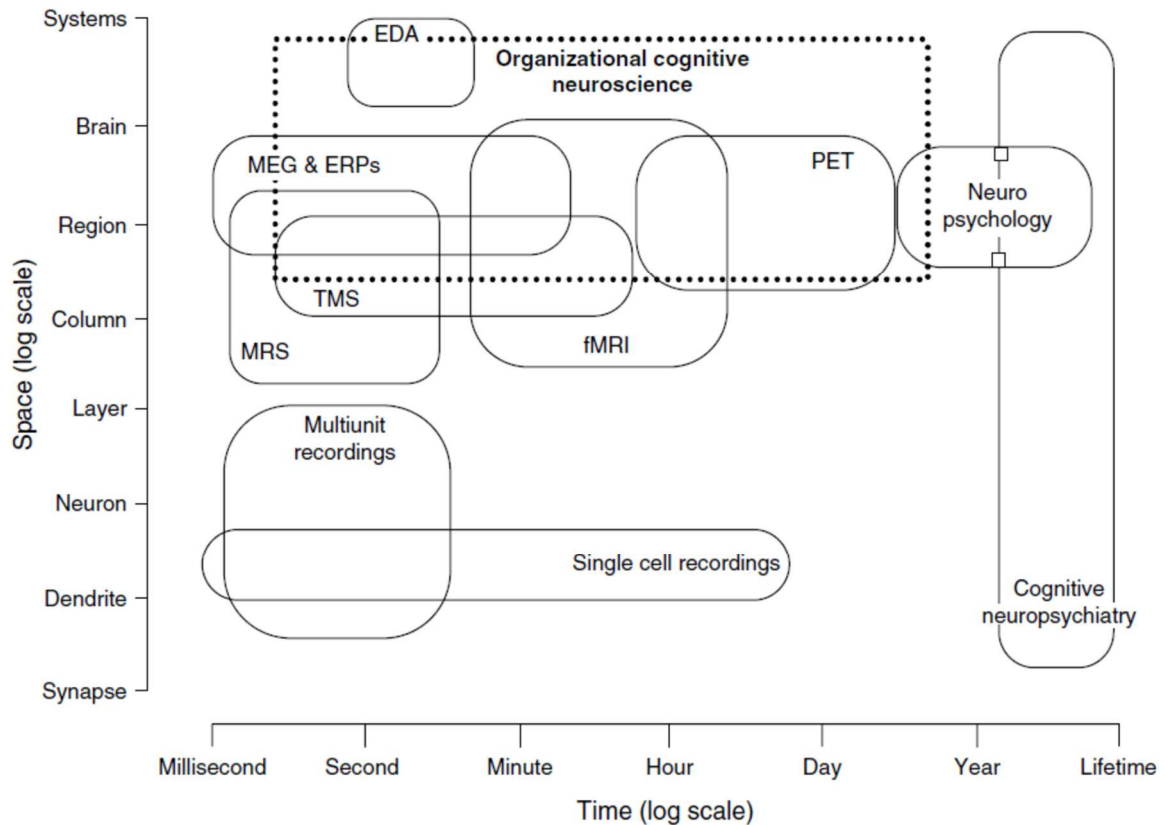 Systems
EDA
Organizational cognitive
neuroscience
Brain
MEG & ERPs
PET
Neuro
psychology
Region
TMS
Column
MRS
fMRI
Layer
Multiunit
recordings
Neuron
Single cell recordings
Dendrite
Cognitive
neuropsychiatry
Synapse
Space (log scale)
Millisecond
Second
Minute
Hour
Day
Year
Lifetime
Time (log scale)